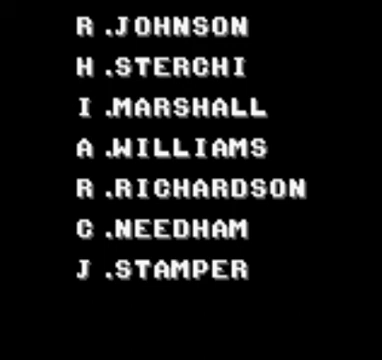 R .JOHNSON
H .STERCHI
I .MARSHALL
A .WILLIAMS
R .RICHARDSON
C .NEEDHAM
J .STAMPER